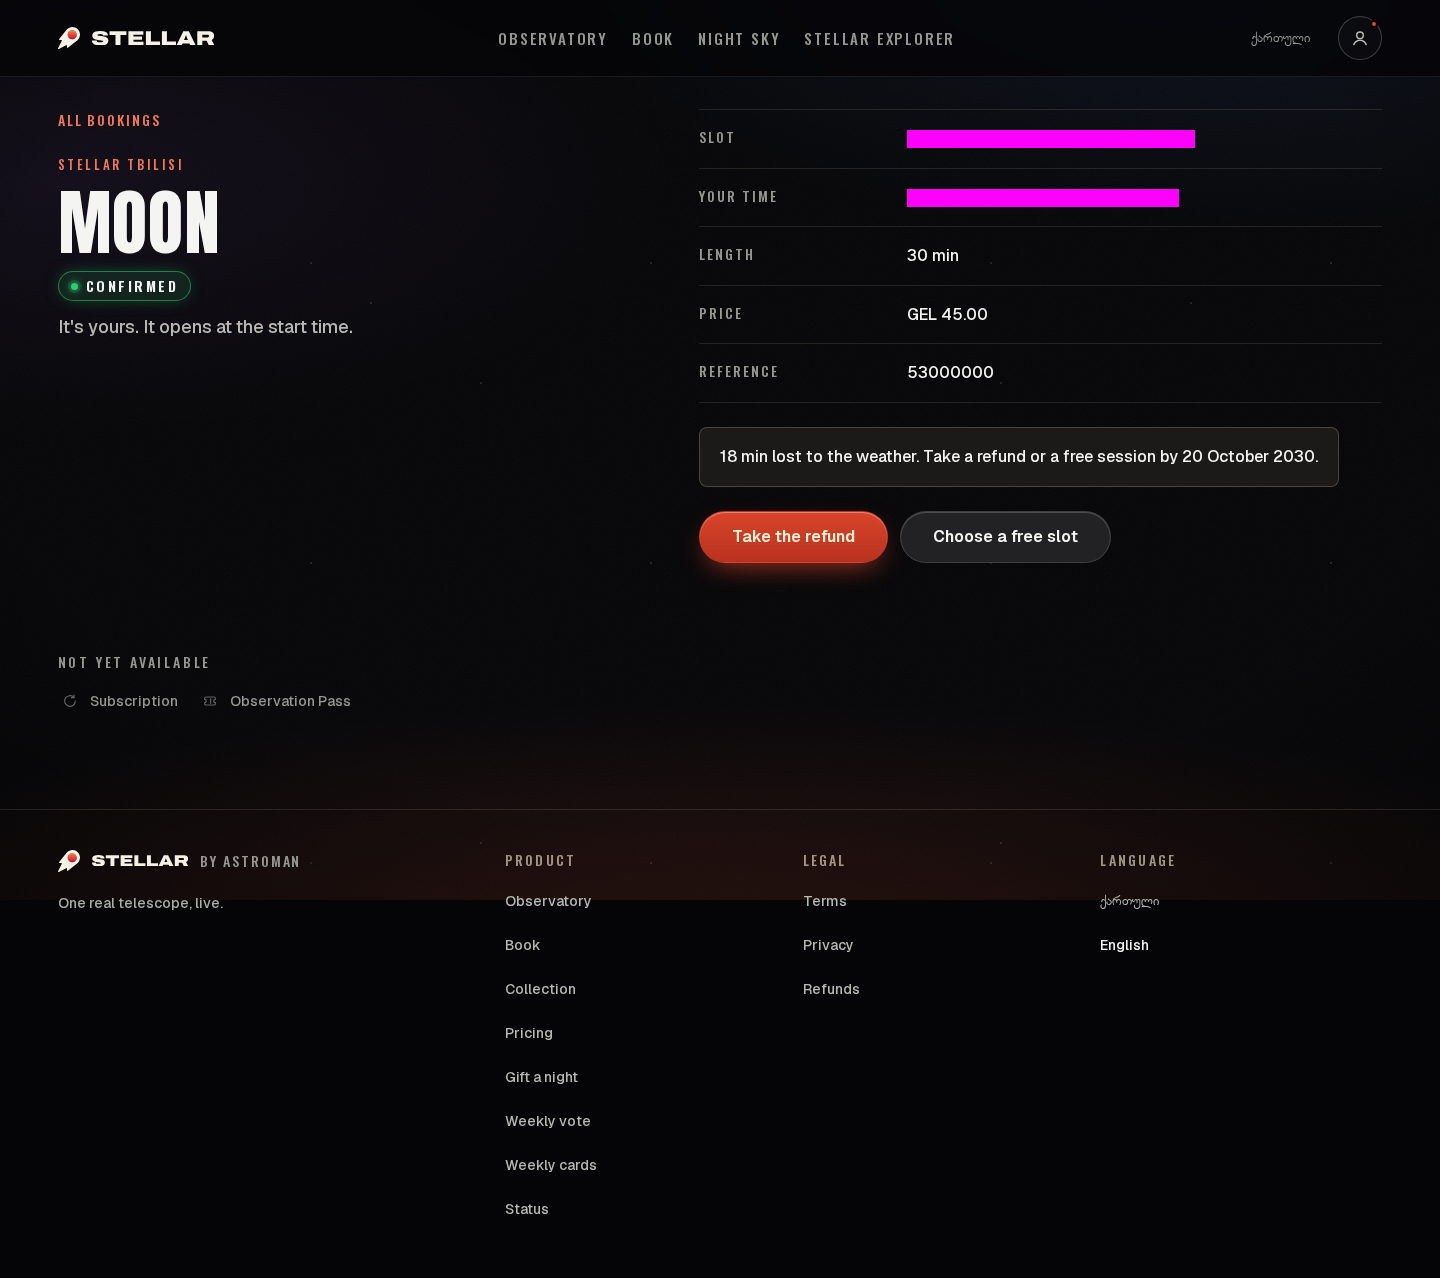 STELLAR
OBSERVATORY BOOK NIGHT SKY STELLAR EXPLORER
ქართული
ALL BOOKINGS
STELLAR TBILISI
MOON
CONFIRMED
It's yours. It opens at the start time.
SLOT
YOUR TIME
LENGTH 30 min
PRICE GEL 45.00
REFERENCE 53000000
18 min lost to the weather. Take a refund or a free session by 20 October 2030.
Take the refund Choose a free slot
NOT YET AVAILABLE
Subscription Observation Pass
STELLAR BY ASTROMAN
One real telescope, live.
PRODUCT
Observatory
Book
Collection
Pricing
Gift a night
Weekly vote
Weekly cards
Status
LEGAL
Terms
Privacy
Refunds
LANGUAGE
ქართული
English